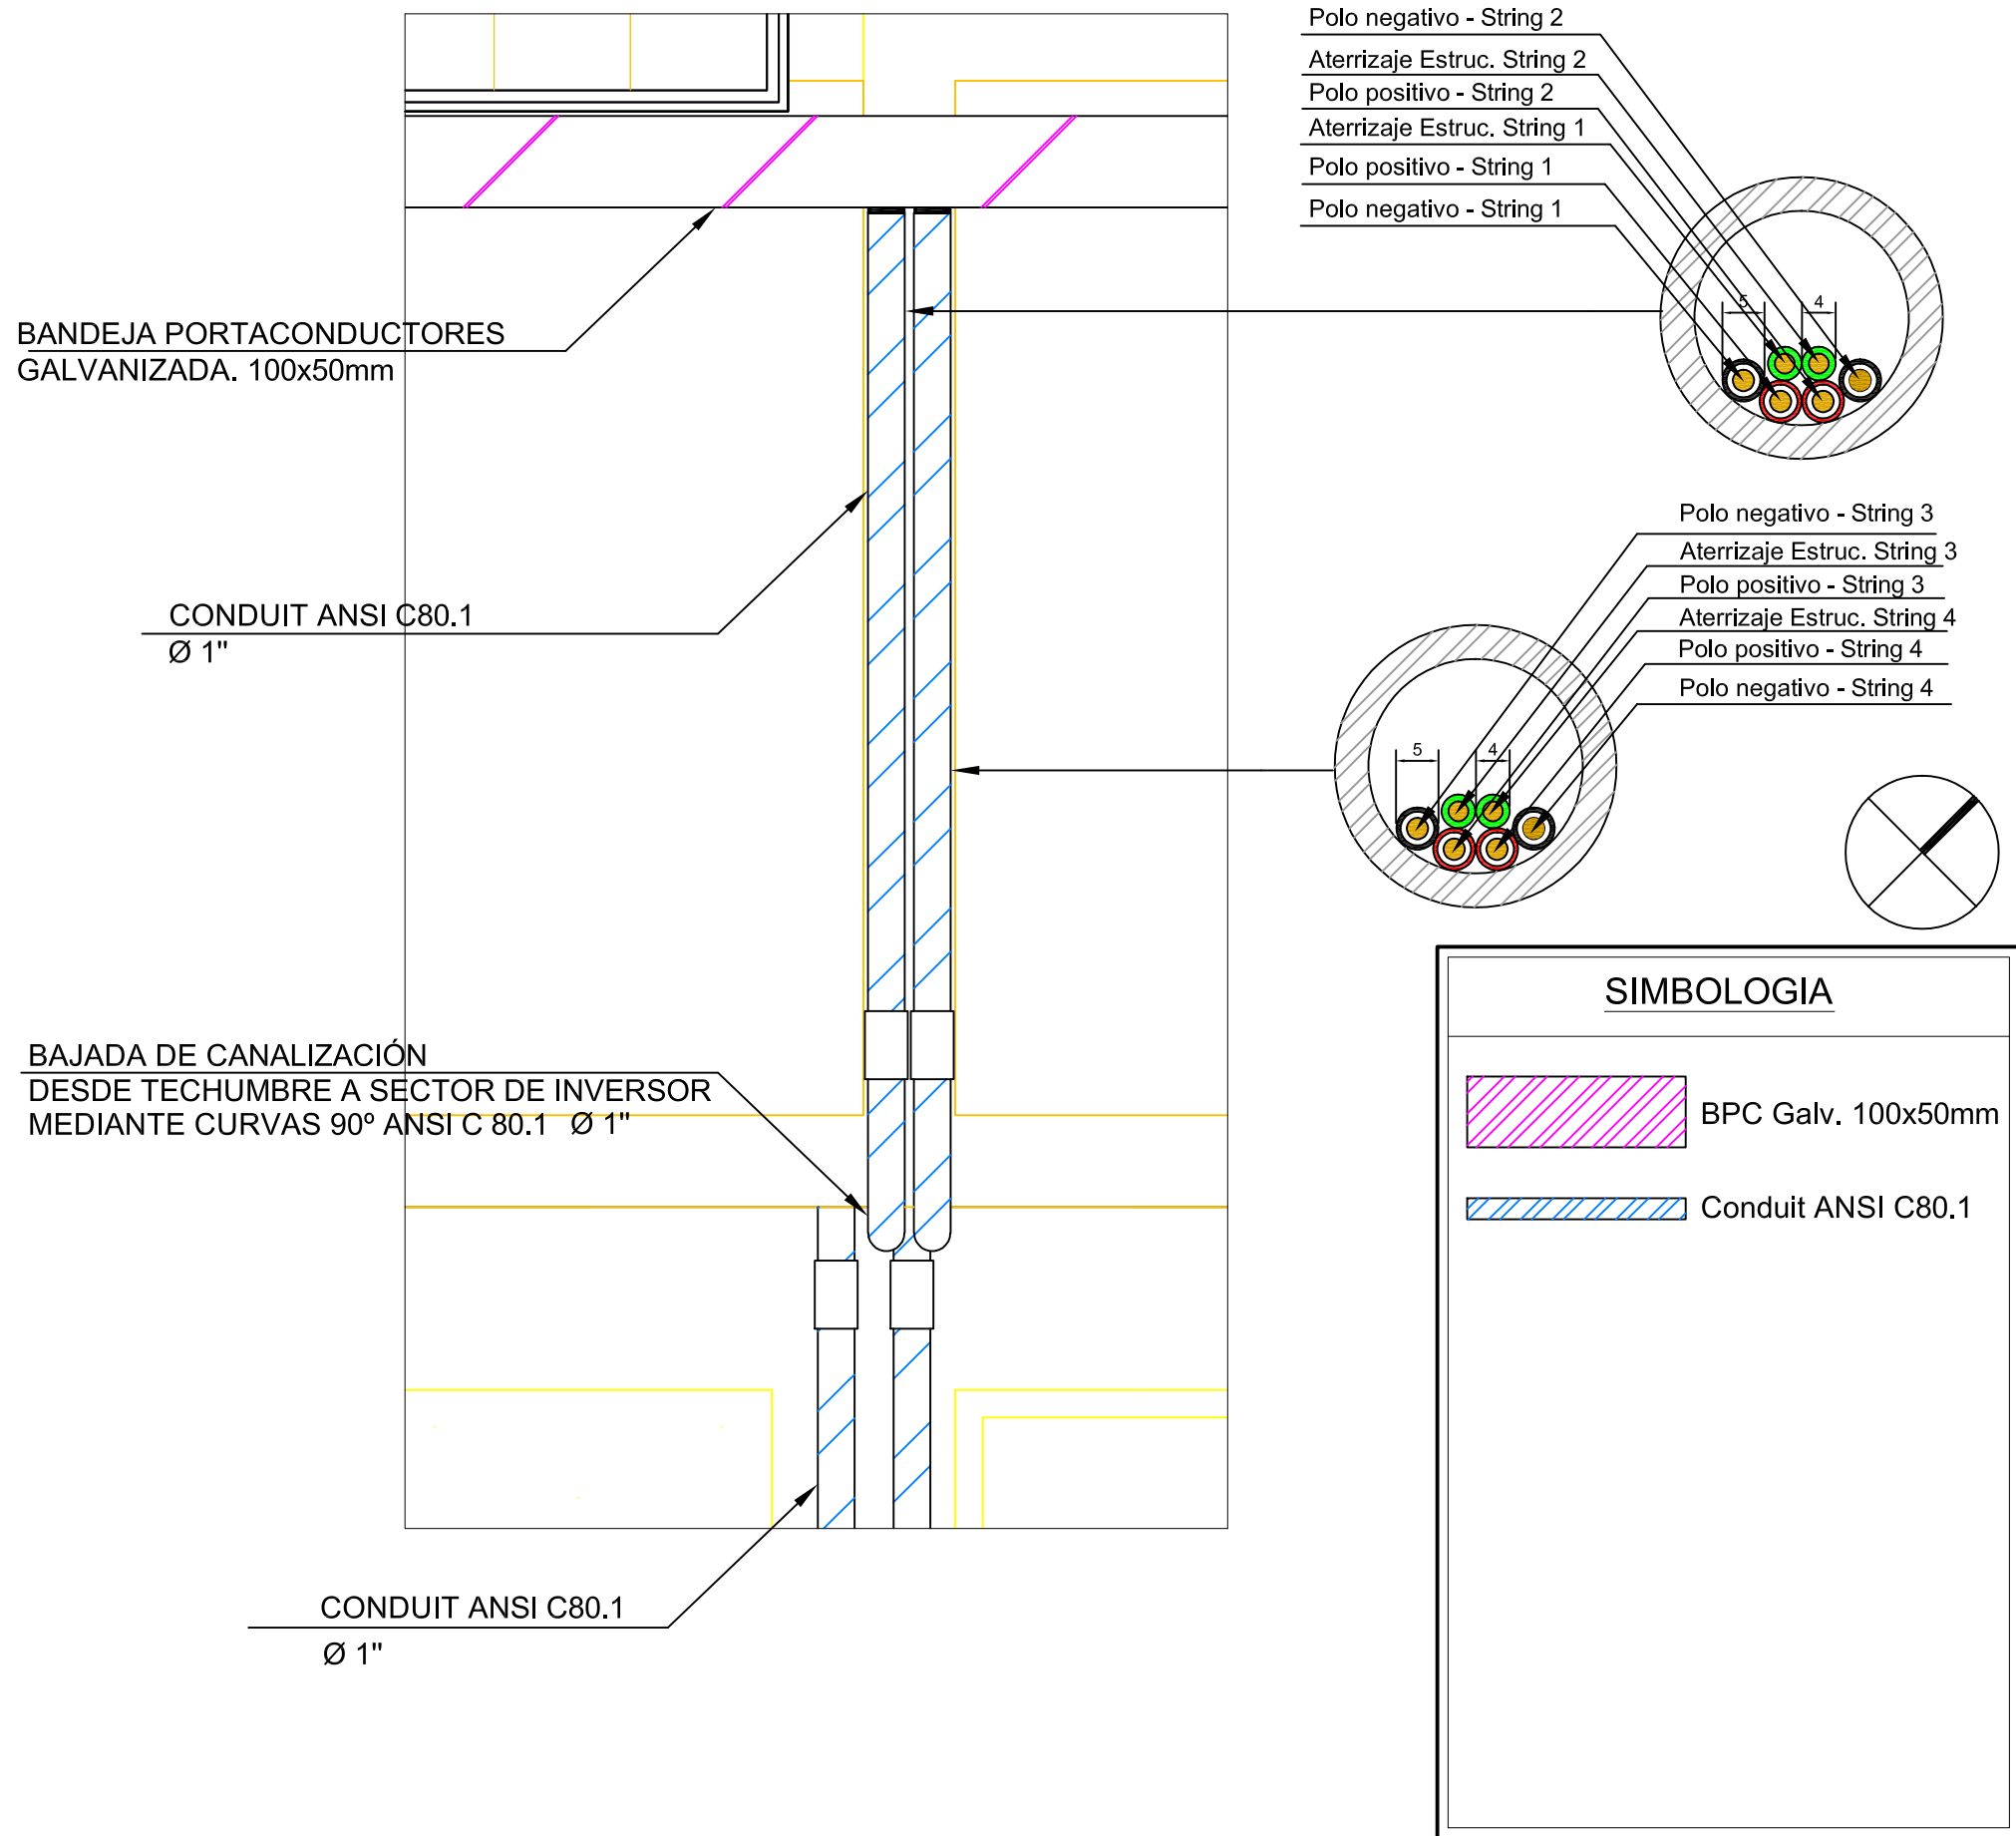 Polo negativo - String 2
Aterrizaje Estruc. String 2
Polo positivo - String 2
Aterrizaje Estruc. String 1
Polo positivo - String 1
Polo negativo - String 1
5
4
BANDEJA PORTACONDUCTORES
GALVANIZADA. 100x50mm
Polo negativo - String 3
Aterrizaje Estruc. String 3
Polo positivo - String 3
Aterrizaje Estruc. String 4
Polo positivo - String 4
Polo negativo - String 4
5
4
CONDUIT ANSI C80.1
Ø 1"
BAJADA DE CANALIZACIÓN
DESDE TECHUMBRE A SECTOR DE INVERSOR
MEDIANTE CURVAS 90º ANSI C 80.1 Ø 1"
SIMBOLOGIA
BPC Galv. 100x50mm
Conduit ANSI C80.1
CONDUIT ANSI C80.1
Ø 1"